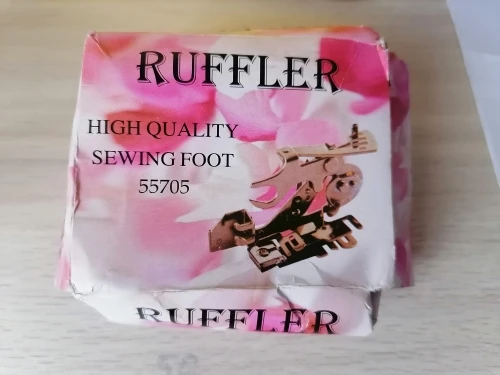 RUFFLER
HIGH QUALITY
SEWING FOOT
55705
RUFFLER